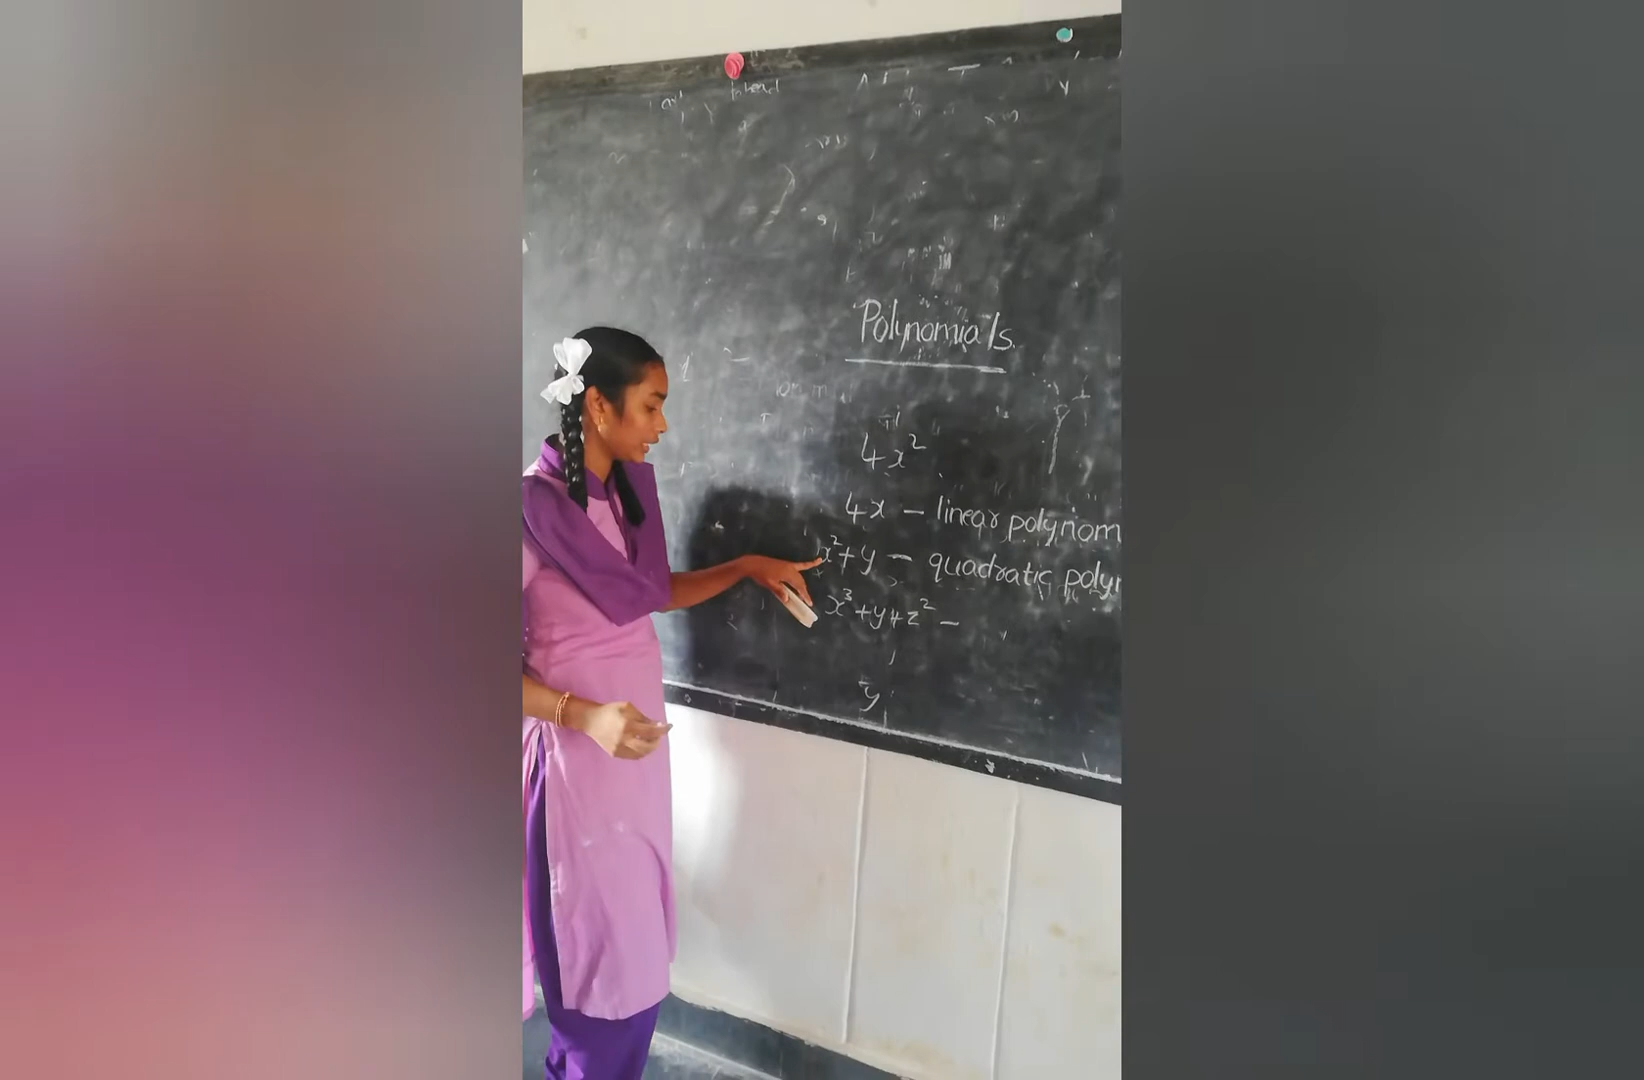 Polynomials.
4x²
4x – linear polynom
x²+y – quadratic polyn
x³+y+z² –
y